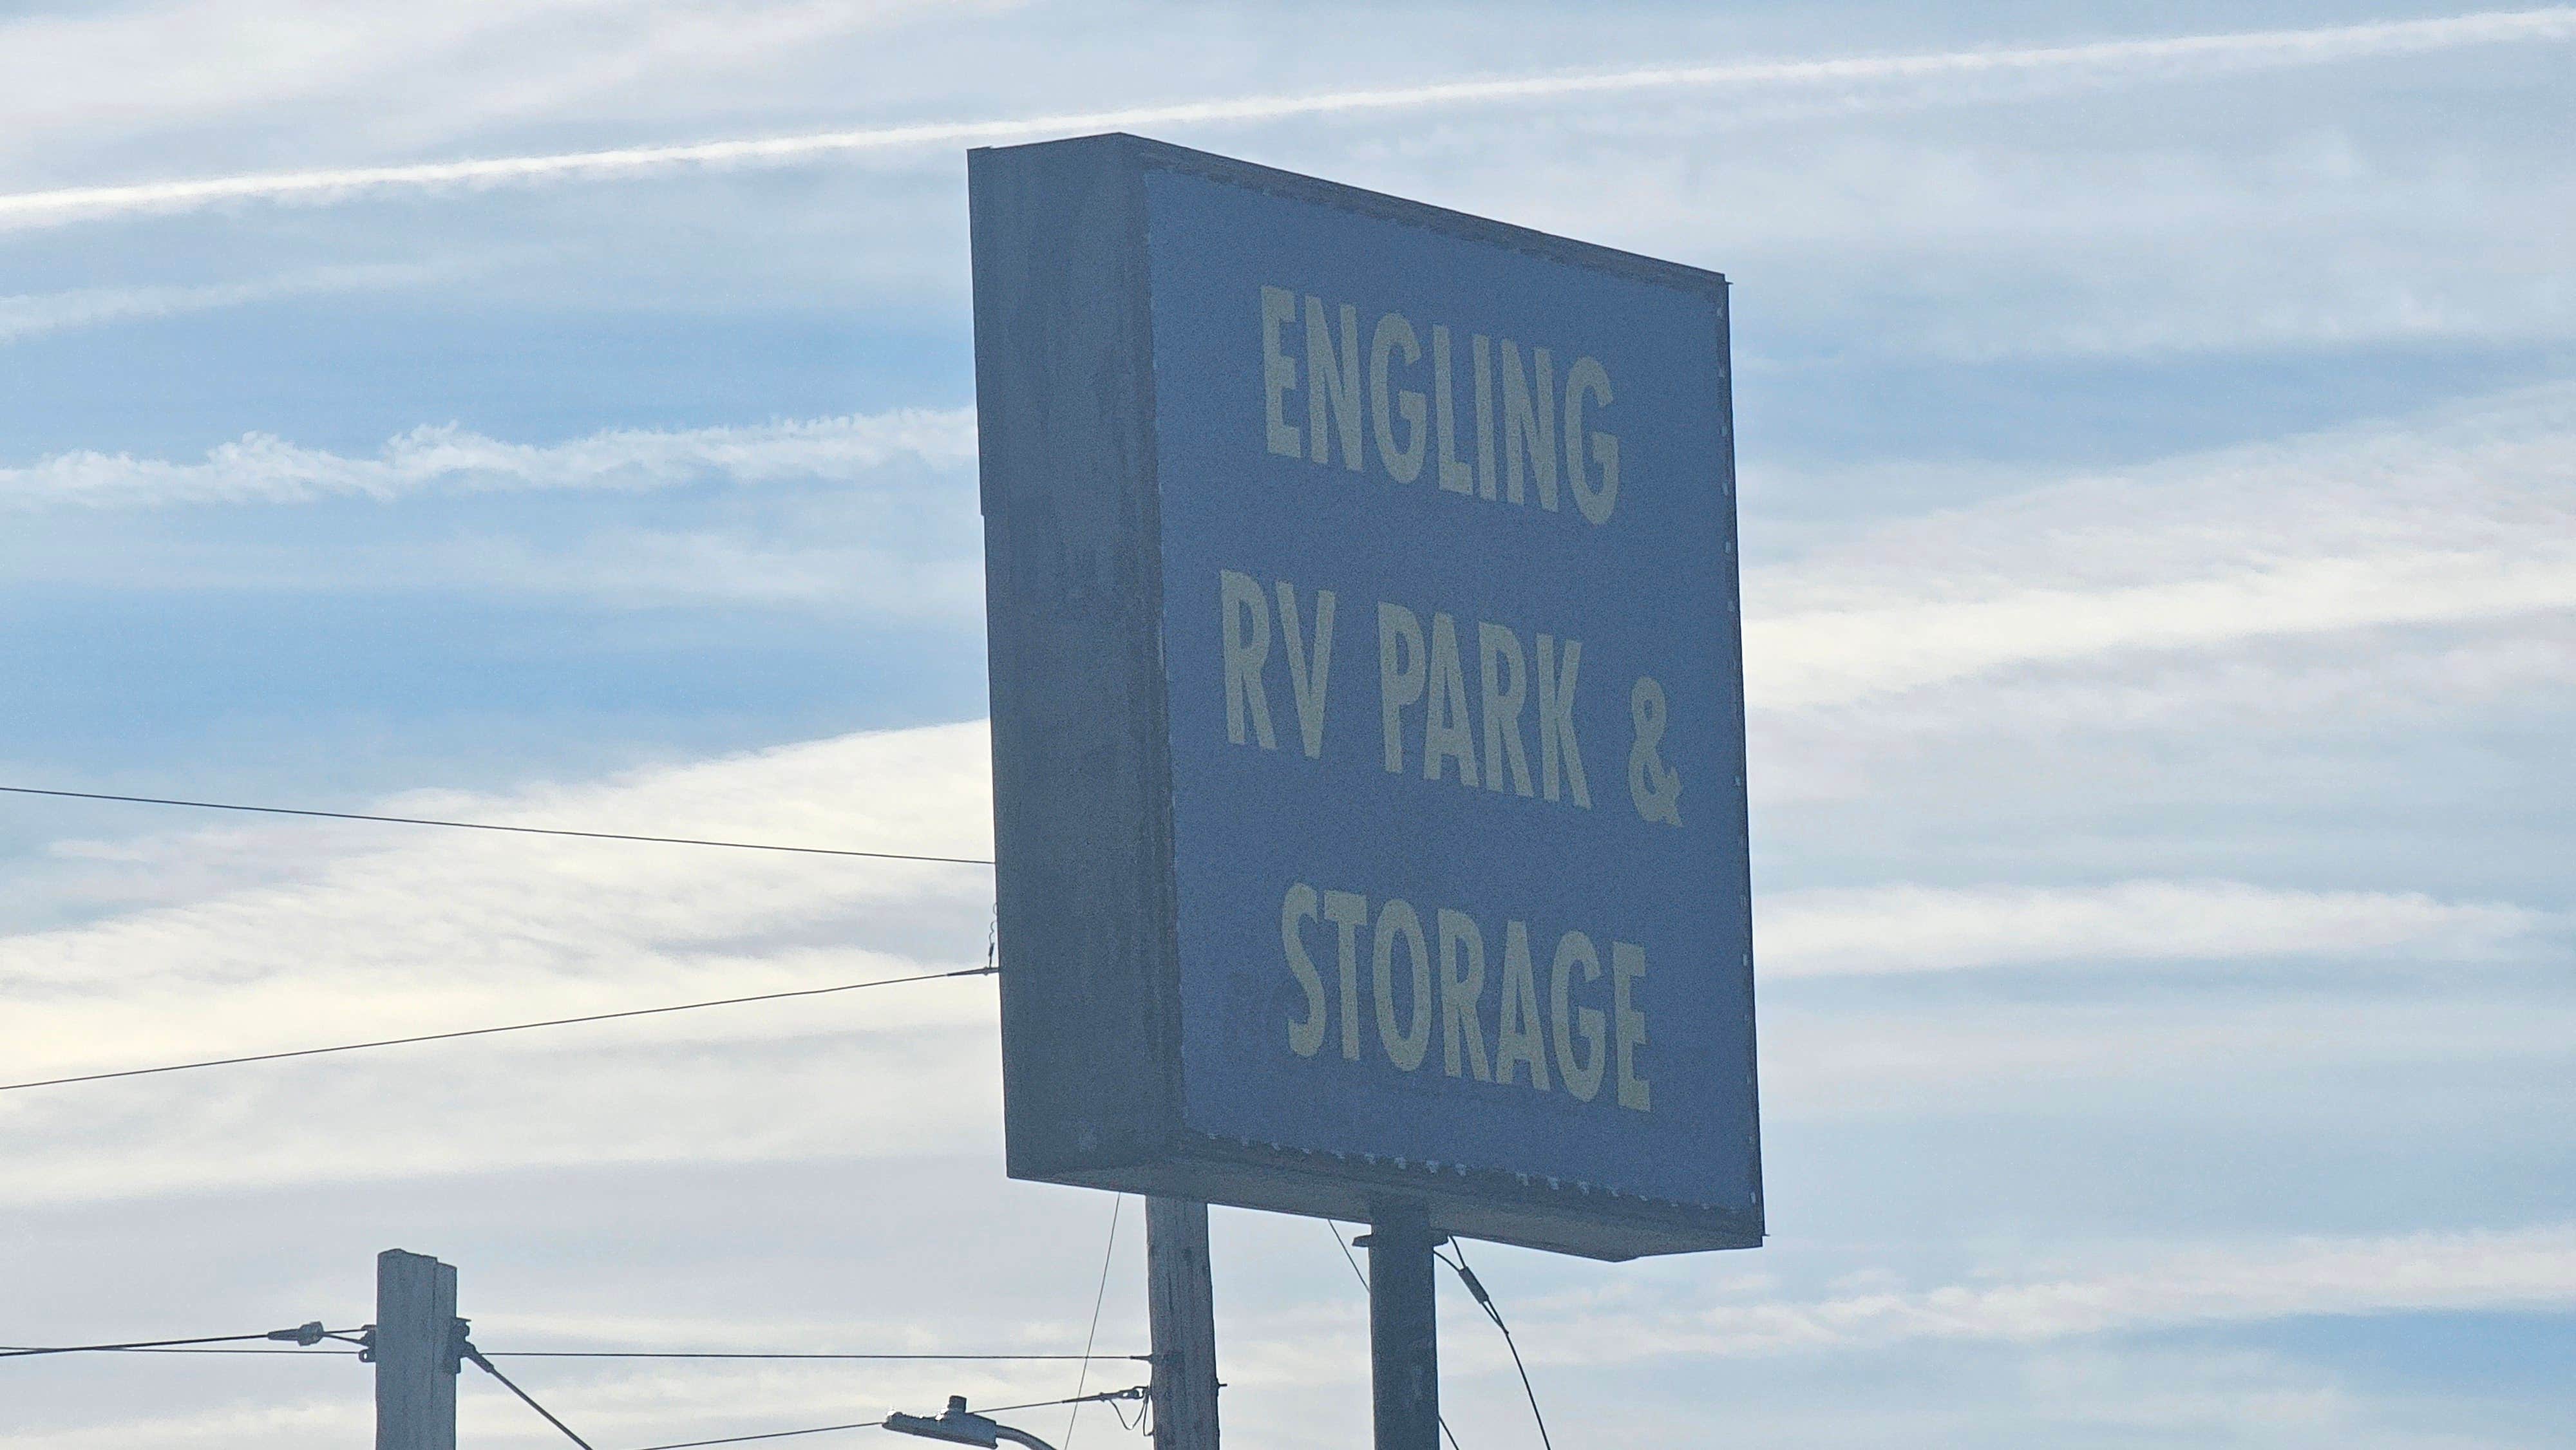 ENGLING
RV PARK &
STORAGE